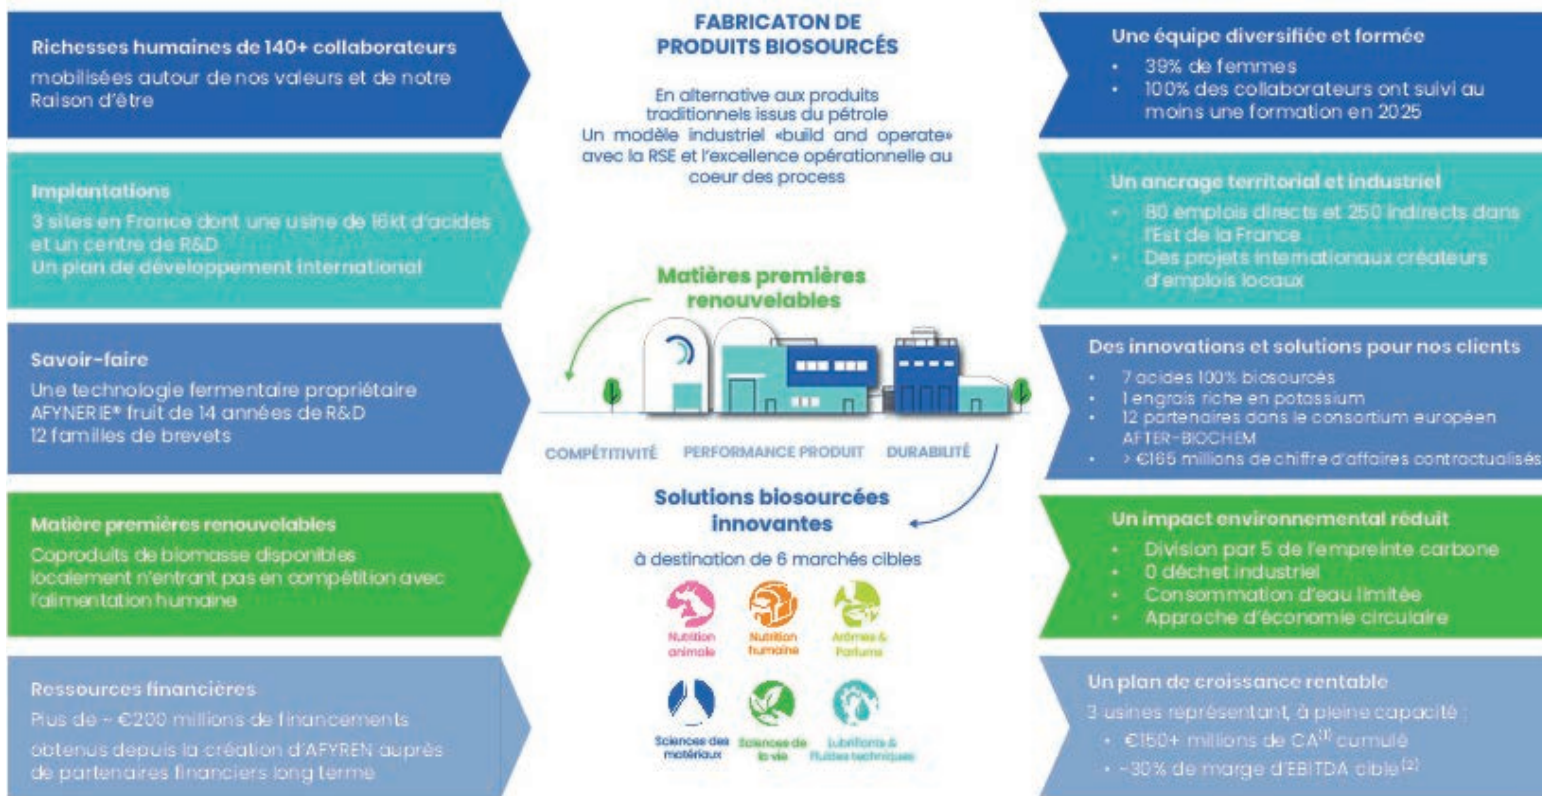 Richesses humaines de 140+ collaborateurs
mobilisées autour de nos valeurs et de notre
Raison d'être
Implantations
3 sites en France dont une usine de 16kt d'acides
et un centre de R&D
Un plan de développement international
Savoir-faire
Une technologie fermentaire propriétaire
AFYNERIE® fruit de 14 années de R&D
12 familles de brevets
Matière premières renouvelables
Coproduits de biomasse disponibles
localement n'entrant pas en compétition avec
l'alimentation humaine
Ressources financières
Plus de ~ €200 millions de financements
obtenus depuis la création d'AFYREN auprès
de partenaires financiers long terme
FABRICATON DE
PRODUITS BIOSOURCÉS
En alternative aux produits
traditionnels issus du pétrole
Un modèle industriel «build and operate»
avec la RSE et l'excellence opérationnelle au
coeur des process
Matières premières
renouvelables
COMPÉTITIVITÉ PERFORMANCE PRODUIT DURABILITÉ
Solutions biosourcées
innovantes
à destination de 6 marchés cibles
Nutrition
animale
Nutrition
humaine
Arômes &
Parfums
Sciences des
matériaux
Sciences de
la vie
Lubrifiants &
Fluides techniques
Une équipe diversifiée et formée
• 39% de femmes
• 100% des collaborateurs ont suivi au
moins une formation en 2025
Un ancrage territorial et industriel
• 80 emplois directs et 250 indirects dans
l'Est de la France
• Des projets internationaux créateurs
d'emplois locaux
Des innovations et solutions pour nos clients
• 7 acides 100% biosourcés
• 1 engrais riche en potassium
• 12 partenaires dans le consortium européen
AFTER-BIOCHEM
• > €165 millions de chiffre d'affaires contractualisés
Un impact environnemental réduit
• Division par 5 de l'empreinte carbone
• 0 déchet industriel
• Consommation d'eau limitée
• Approche d'économie circulaire
Un plan de croissance rentable
3 usines représentant, à pleine capacité :
• €150+ millions de CA(1) cumulé
• ~30% de marge d'EBITDA cible(2)